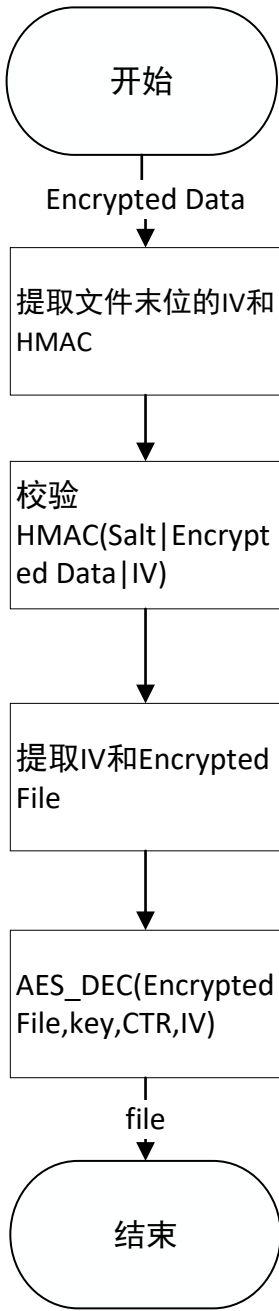 开始
Encrypted Data
提取文件末位的IV和
HMAC
校验
HMAC(Salt|Encrypt
ed Data|IV)
提取IV和Encrypted
File
AES_DEC(Encrypted
File,key,CTR,IV)
file
结束